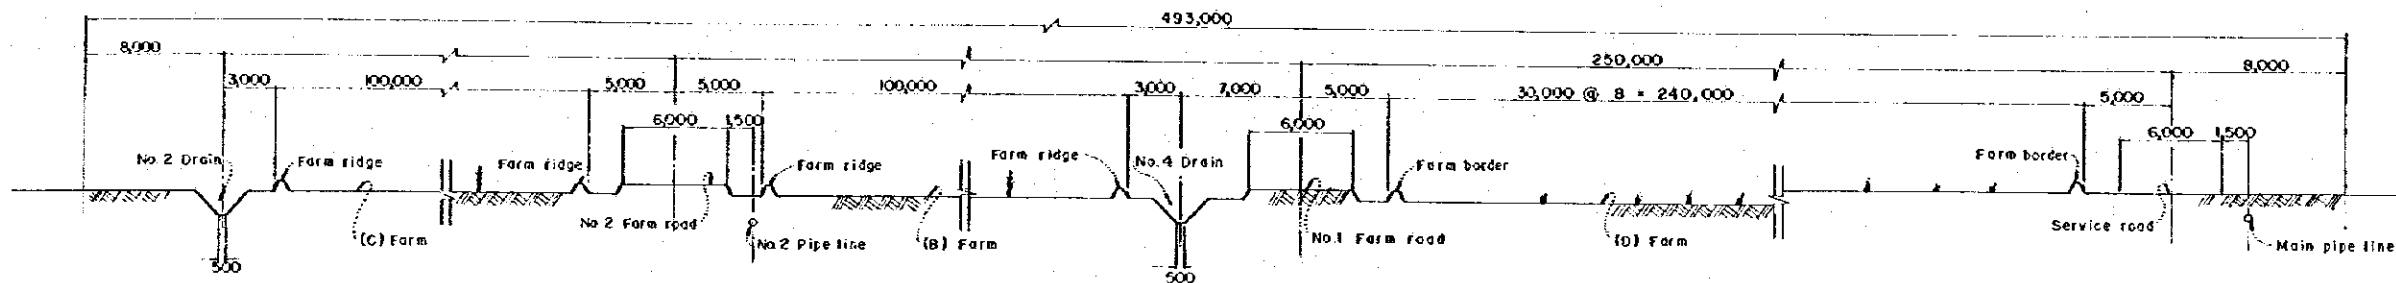 493,000
8,000
250,000
8,000
3,000
100,000
5,000
5,000
100,000
3,000
7,000
5,000
30,000 @ 8 = 240,000
5,000
6,000
1,500
6,000
6,000
1,500
No. 2 Drain
Farm ridge
Farm ridge
Farm ridge
Farm ridge
No. 4 Drain
Farm border
Farm border
(C) Farm
No. 2 Farm road
No. 2 Pipe line
(B) Farm
No. 1 Farm road
(D) Farm
Service road
Main pipe line
500
500